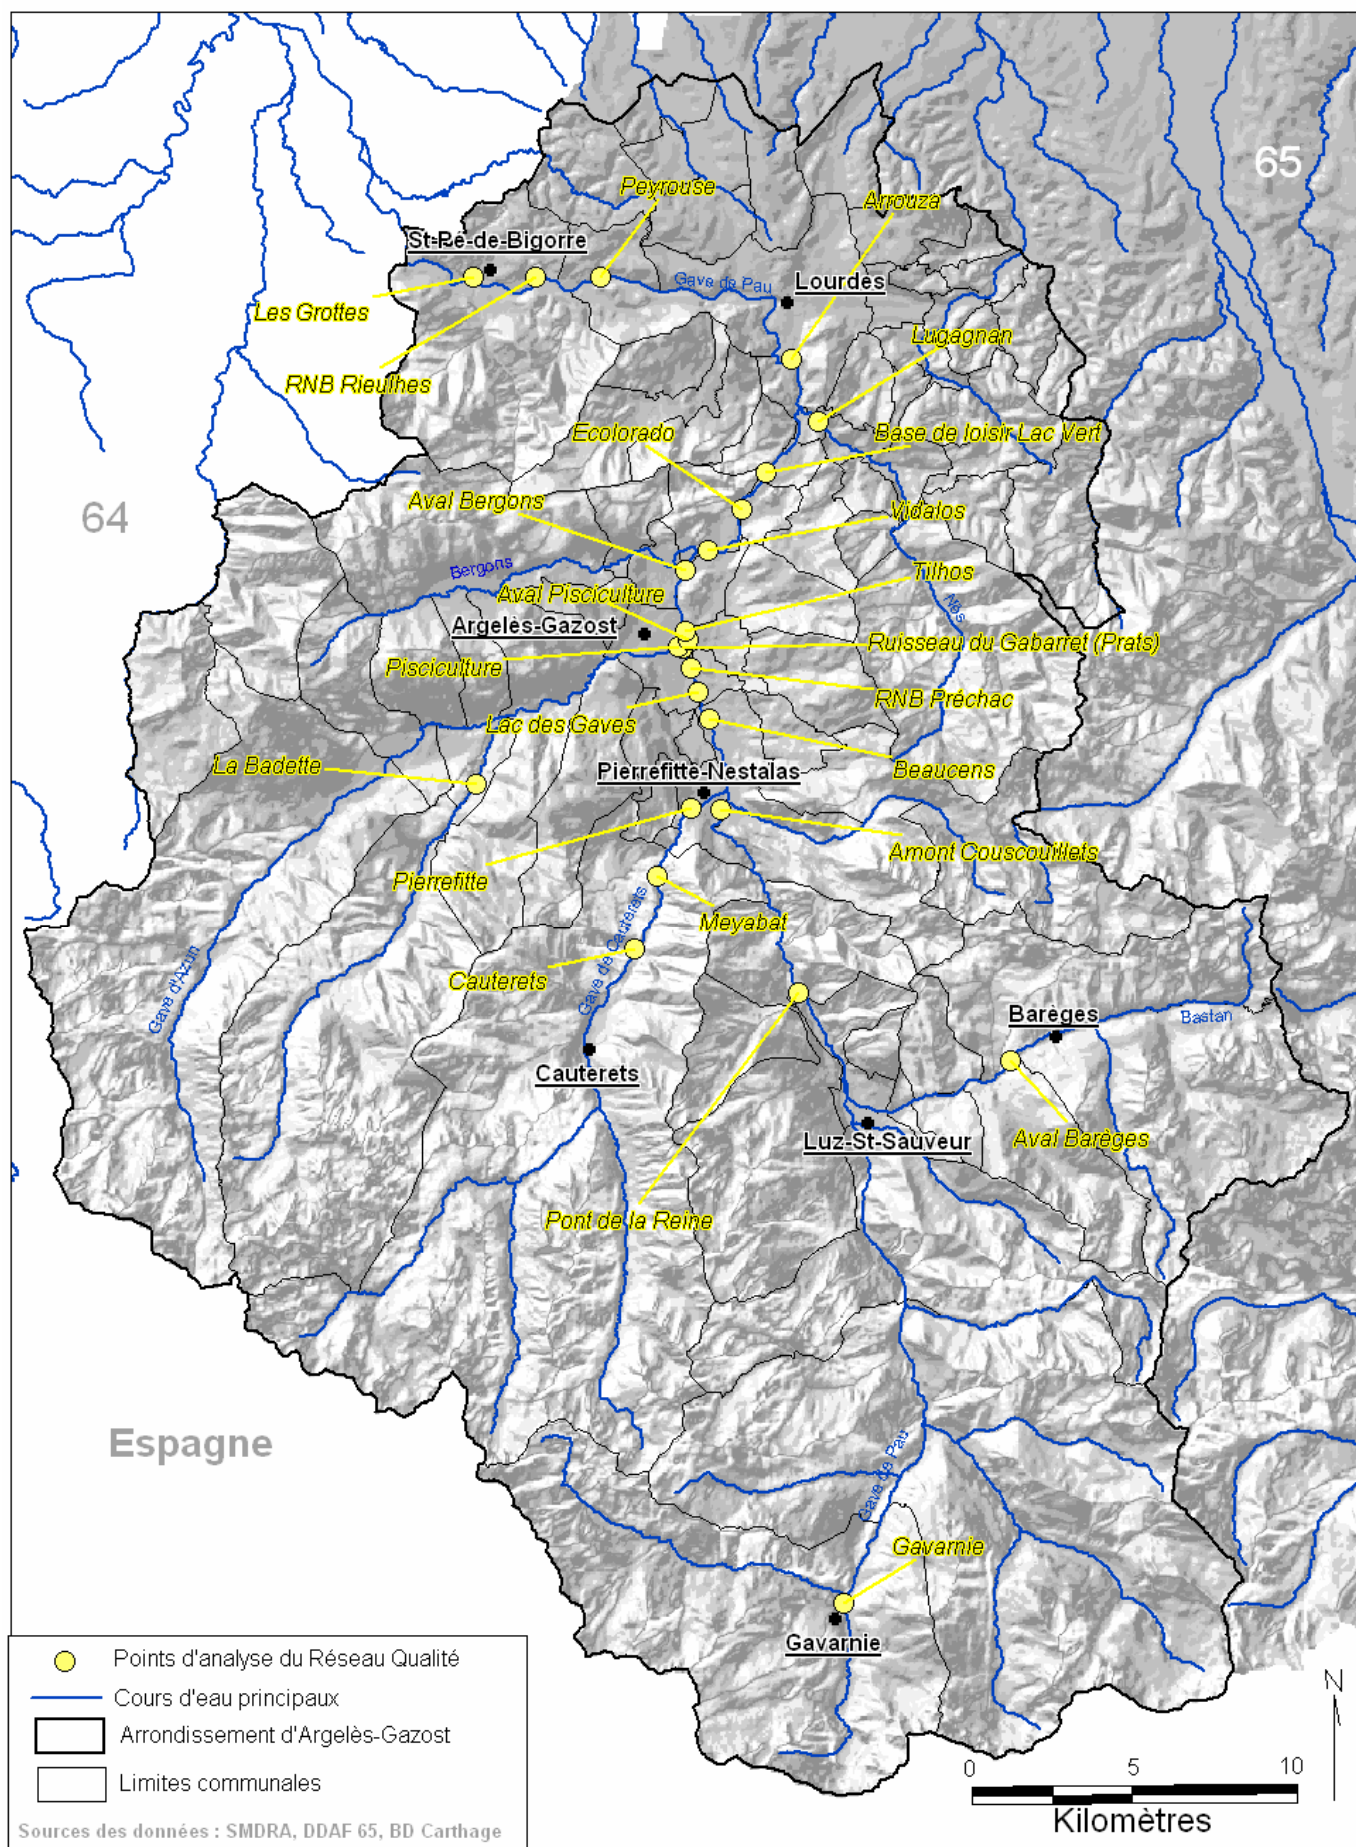 65
Peyrouse
Arrouza
St-Pé-de-Bigorre
Gave de Pau
Lourdes
Les Grottes
Lugagnan
RNB Rieulhes
Ecolorado
Base de loisir Lac Vert
Aval Bergons
64
Vidalos
Bergons
Tilhos
Aval Pisciculture
Nès
Argelès-Gazost
Ruisseau du Gabarret (Prats)
Pisciculture
RNB Préchac
Lac des Gaves
La Badette
Pierrefitte-Nestalas
Beaucens
Amont Couscouillets
Pierrefitte
Meyabat
Gave de Cauterets
Gave d'Azun
Cauterets
Barèges
Bastan
Cauterets
Luz-St-Sauveur
Aval Barèges
Pont de la Reine
Espagne
Gave de Pau
Gavarnie
Gavarnie
Points d'analyse du Réseau Qualité
Cours d'eau principaux
Arrondissement d'Argelès-Gazost
Limites communales
Sources des données : SMDRA, DDAF 65, BD Carthage
N
0 5 10
Kilomètres